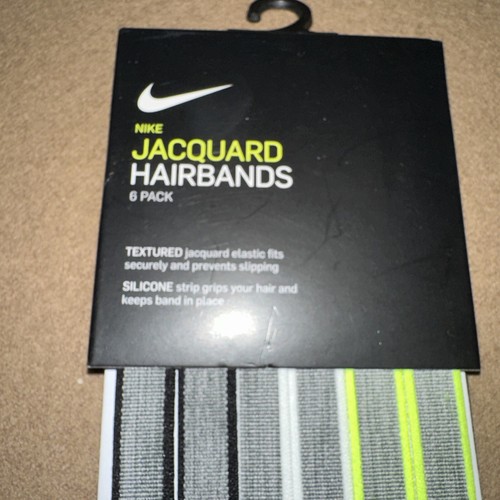 NIKE
JACQUARD
HAIRBANDS
6 PACK
TEXTURED jacquard elastic fits
securely and prevents slipping
SILICONE strip grips your hair and
keeps band in place